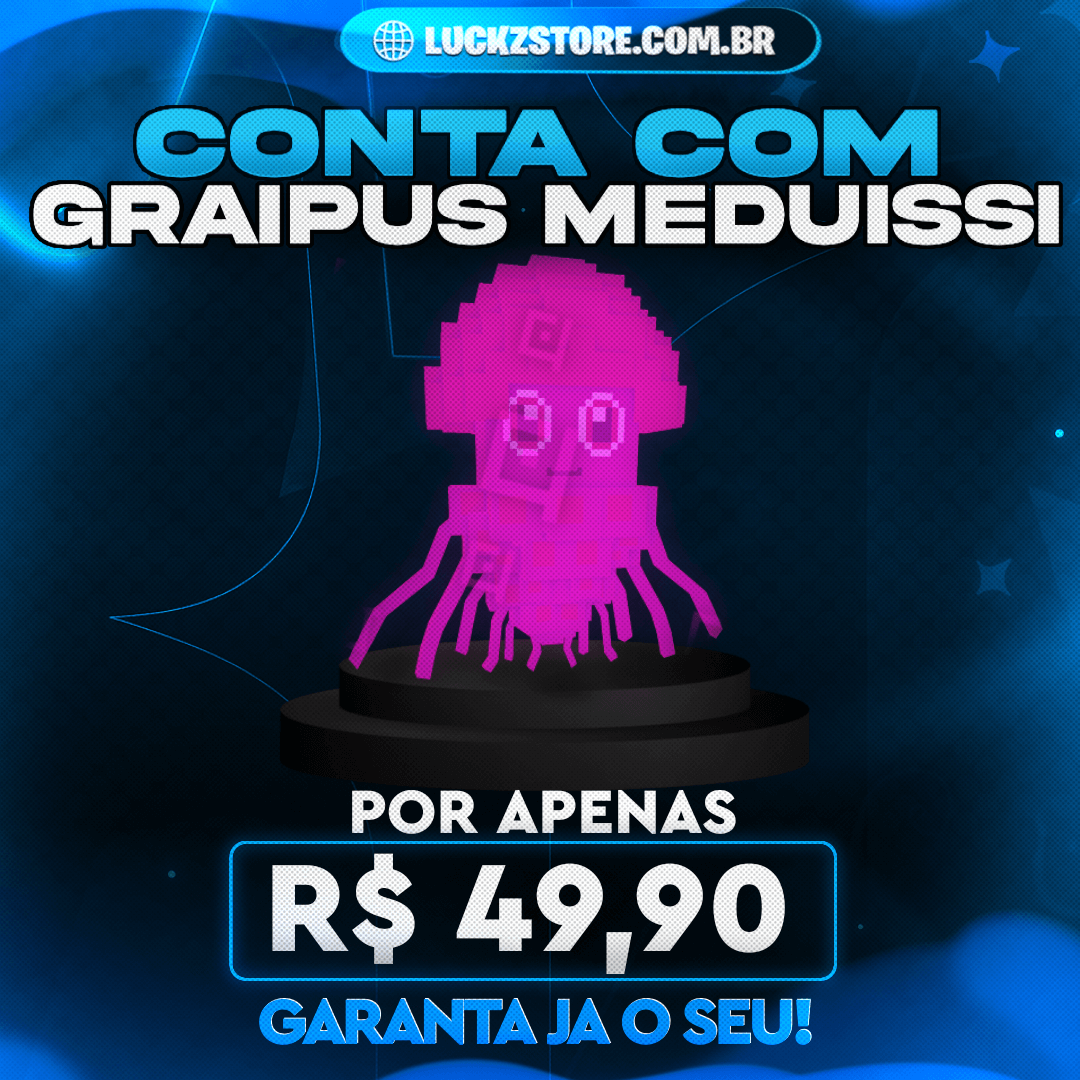 LUCKZSTORE.COM.BR
CONTA COM
GRAIPUS MEDUISSI
POR APENAS
R$ 49,90
GARANTA JA O SEU!